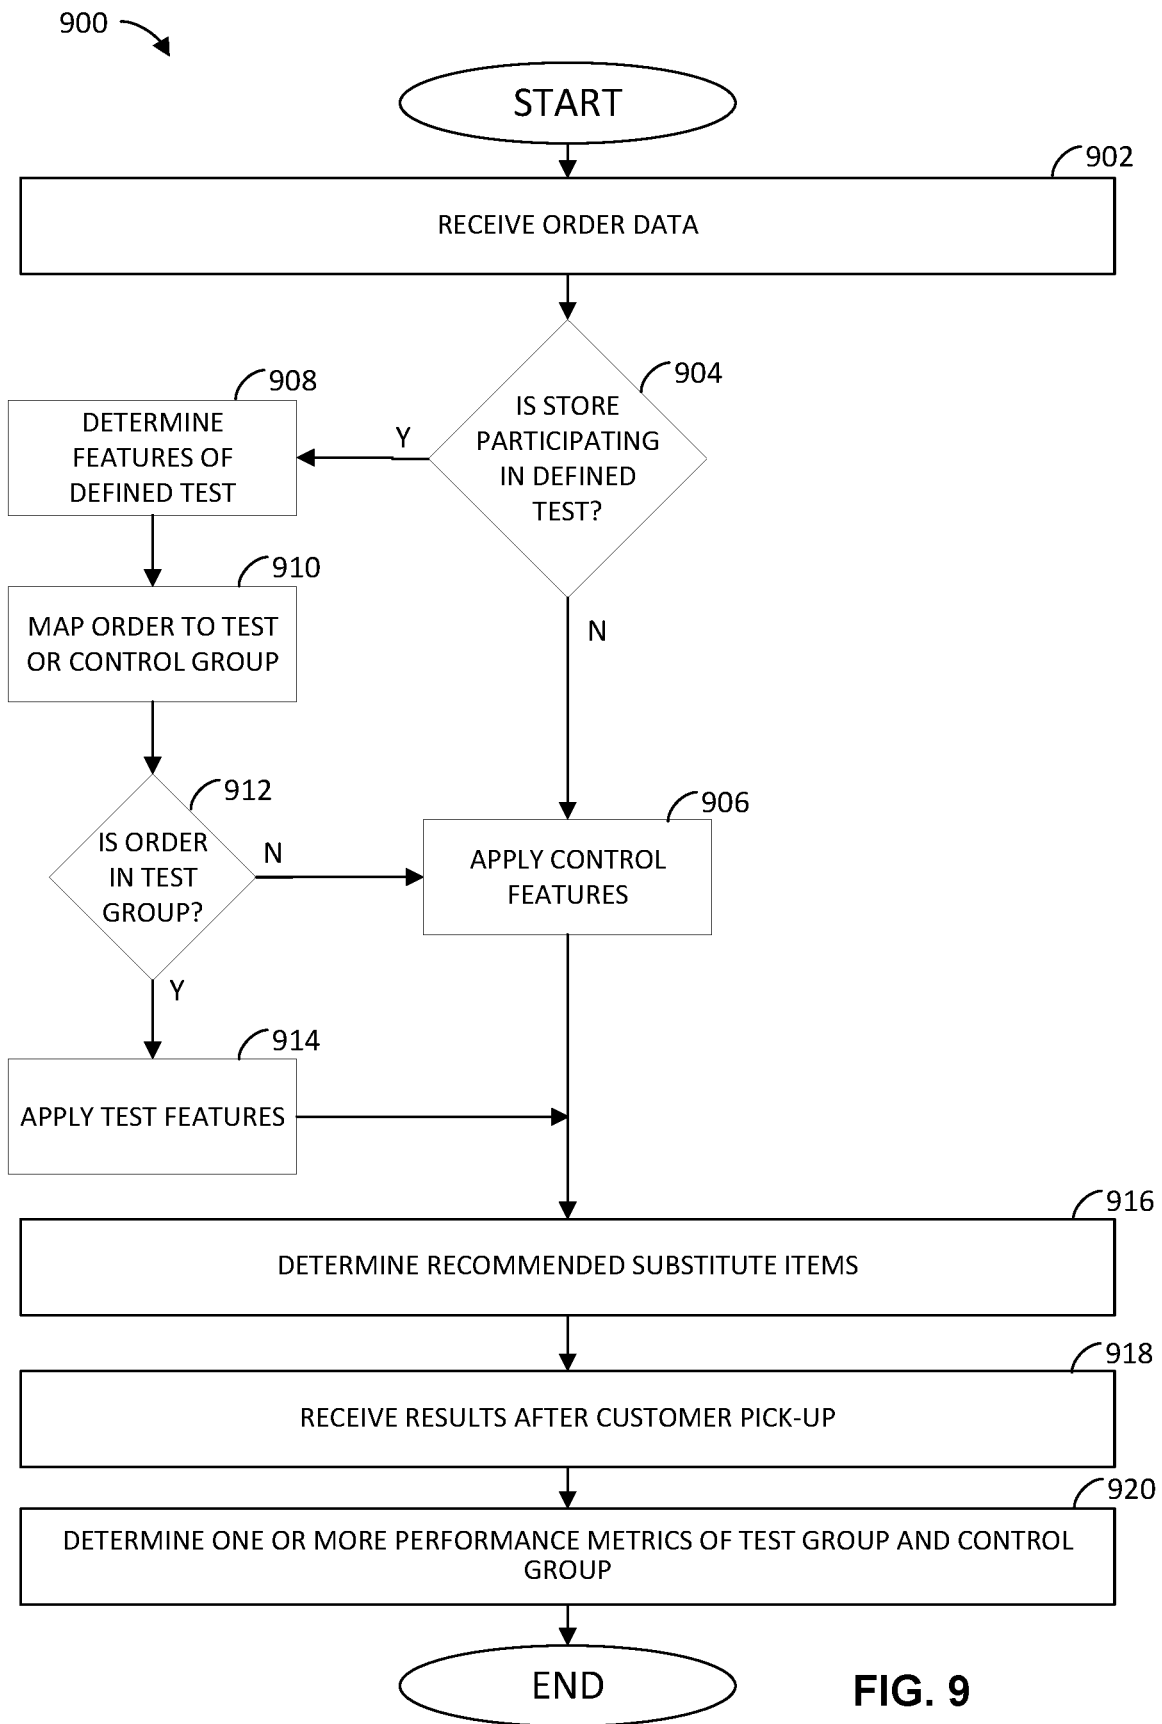 900
START
902
RECEIVE ORDER DATA
904
IS STORE
PARTICIPATING
IN DEFINED
TEST?
Y
908
DETERMINE
FEATURES OF
DEFINED TEST
N
910
MAP ORDER TO TEST
OR CONTROL GROUP
912
IS ORDER
IN TEST
GROUP?
N
906
APPLY CONTROL
FEATURES
Y
914
APPLY TEST FEATURES
916
DETERMINE RECOMMENDED SUBSTITUTE ITEMS
918
RECEIVE RESULTS AFTER CUSTOMER PICK-UP
920
DETERMINE ONE OR MORE PERFORMANCE METRICS OF TEST GROUP AND CONTROL
GROUP
END
FIG. 9